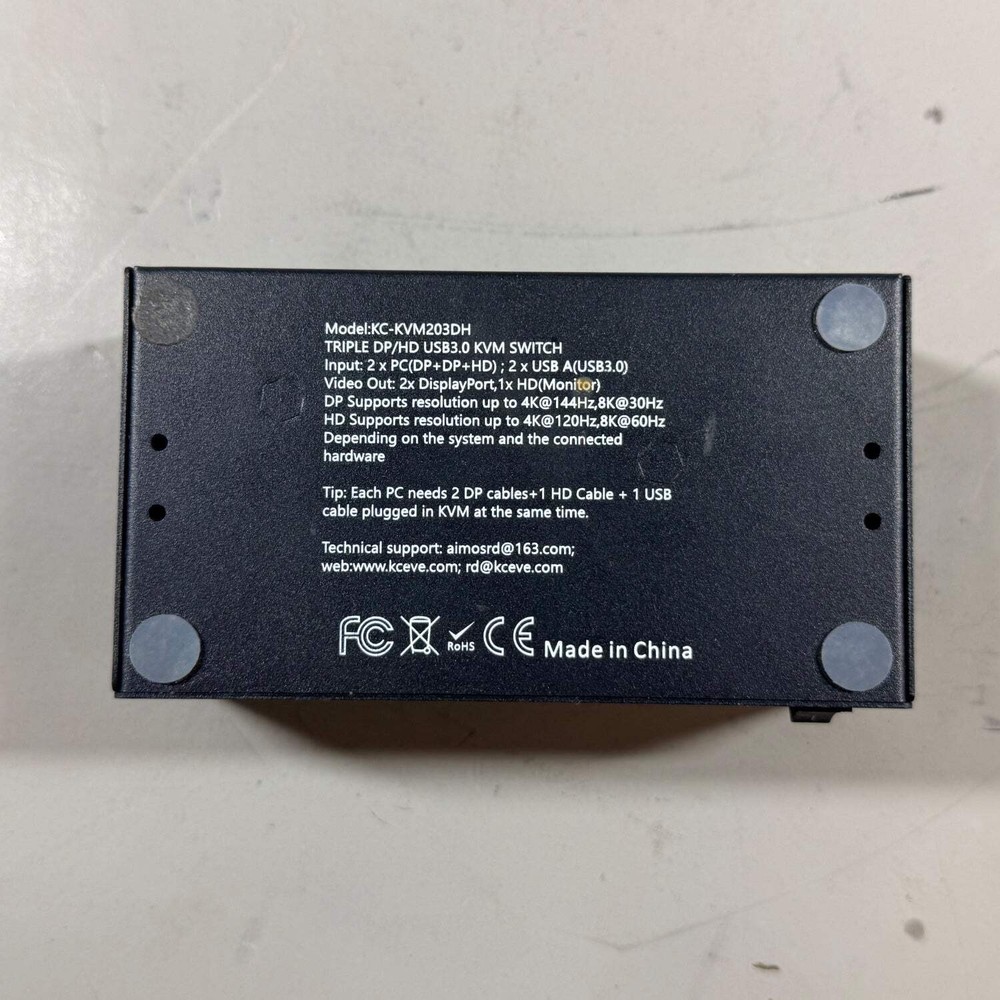 Model:KC-KVM203DH
TRIPLE DP/HD USB3.0 KVM SWITCH
Input: 2 x PC(DP+DP+HD) ; 2 x USB A(USB3.0)
Video Out: 2x DisplayPort,1x HD(Monitor)
DP Supports resolution up to 4K@144Hz,8K@30Hz
HD Supports resolution up to 4K@120Hz,8K@60Hz
Depending on the system and the connected
hardware
Tip: Each PC needs 2 DP cables+1 HD Cable + 1 USB
cable plugged in KVM at the same time.
Technical support: aimosrd@163.com;
web:www.kceve.com; rd@kceve.com
FC RoHS CE Made in China